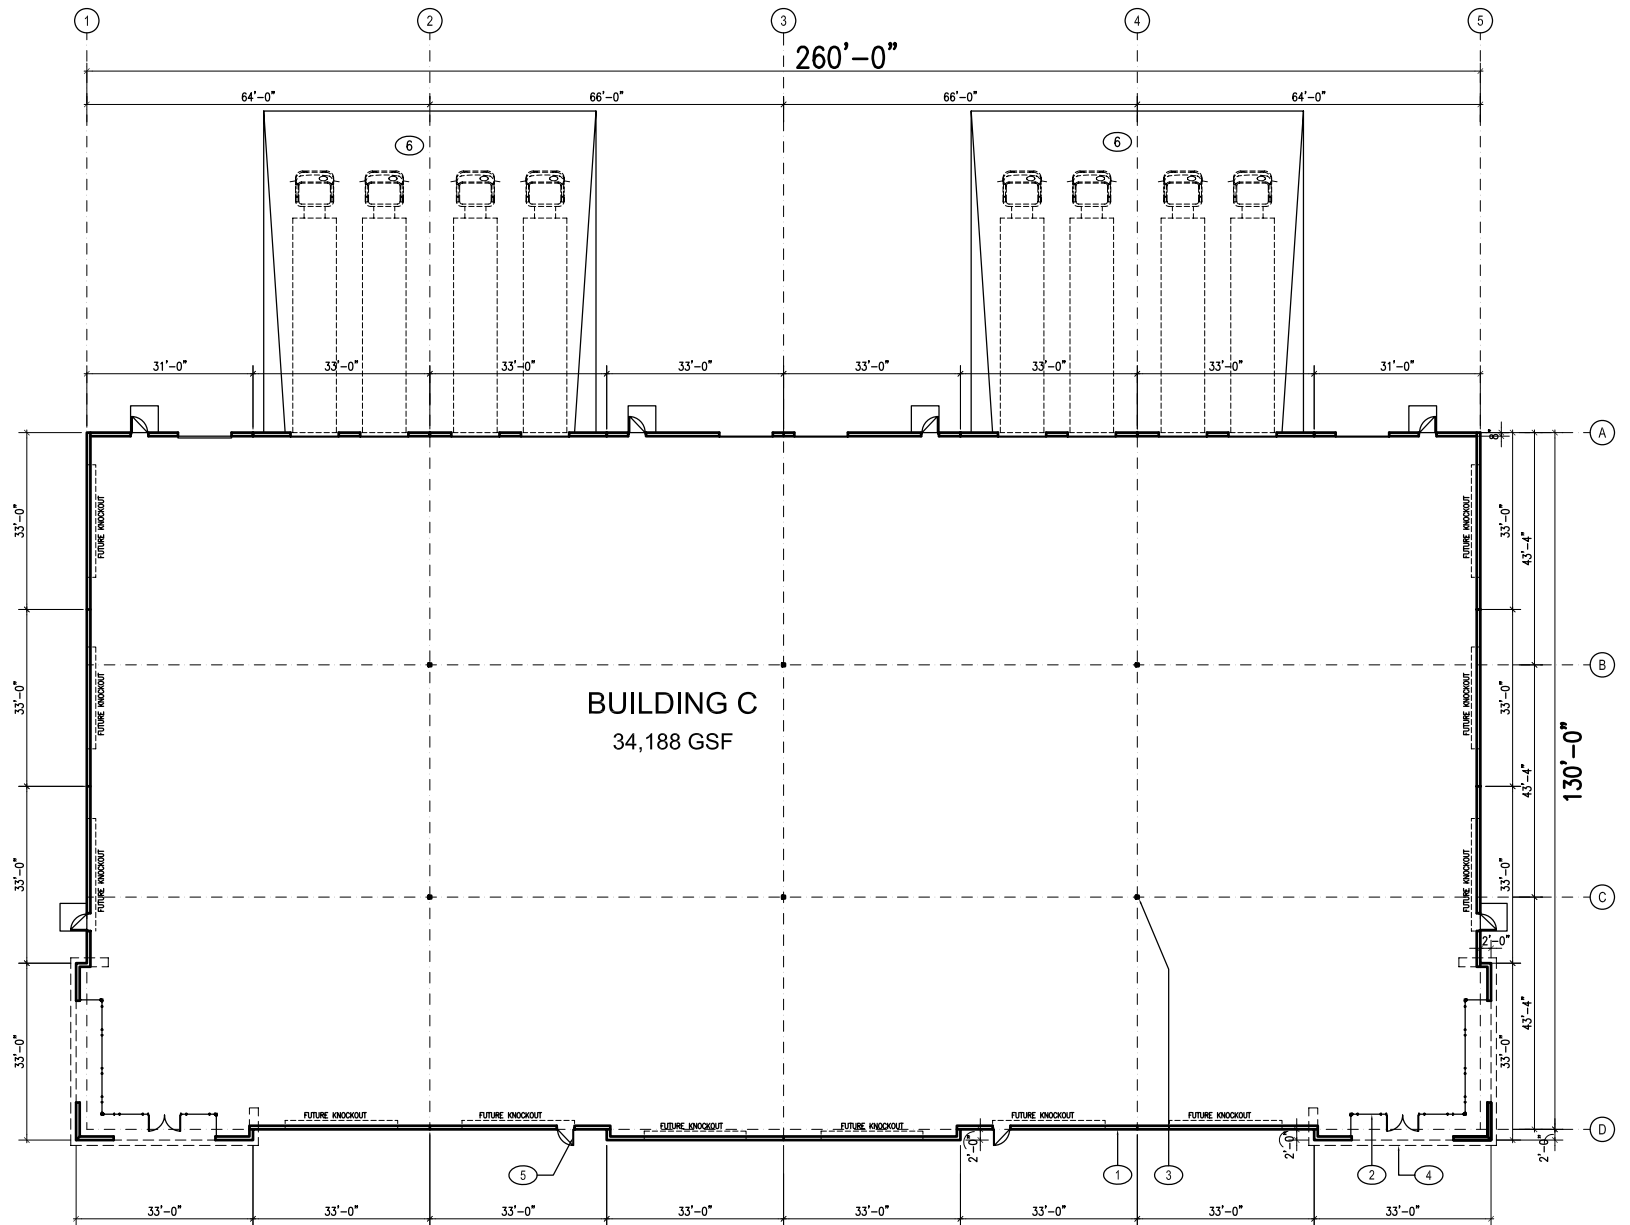 1 2 3 4 5
260'-0"
64'-0" 66'-0" 66'-0" 64'-0"
6 6
31'-0" 33'-0" 33'-0" 33'-0" 33'-0" 33'-0" 33'-0" 31'-0"
A
8"
33'-0"
FUTURE KNOCKOUT
FUTURE KNOCKOUT
33'-0"
43'-4"
B
33'-0"
FUTURE KNOCKOUT
BUILDING C
34,188 GSF
FUTURE KNOCKOUT
33'-0"
43'-4"
130'-0"
33'-0"
FUTURE KNOCKOUT
FUTURE KNOCKOUT
33'-0"
C
2'-0"
33'-0"
33'-0"
43'-4"
FUTURE KNOCKOUT FUTURE KNOCKOUT FUTURE KNOCKOUT FUTURE KNOCKOUT
FUTURE KNOCKOUT FUTURE KNOCKOUT
D
2'-0" 2'-0" 2'-0"
5 1 3 2 4
33'-0" 33'-0" 33'-0" 33'-0" 33'-0" 33'-0" 33'-0" 33'-0"